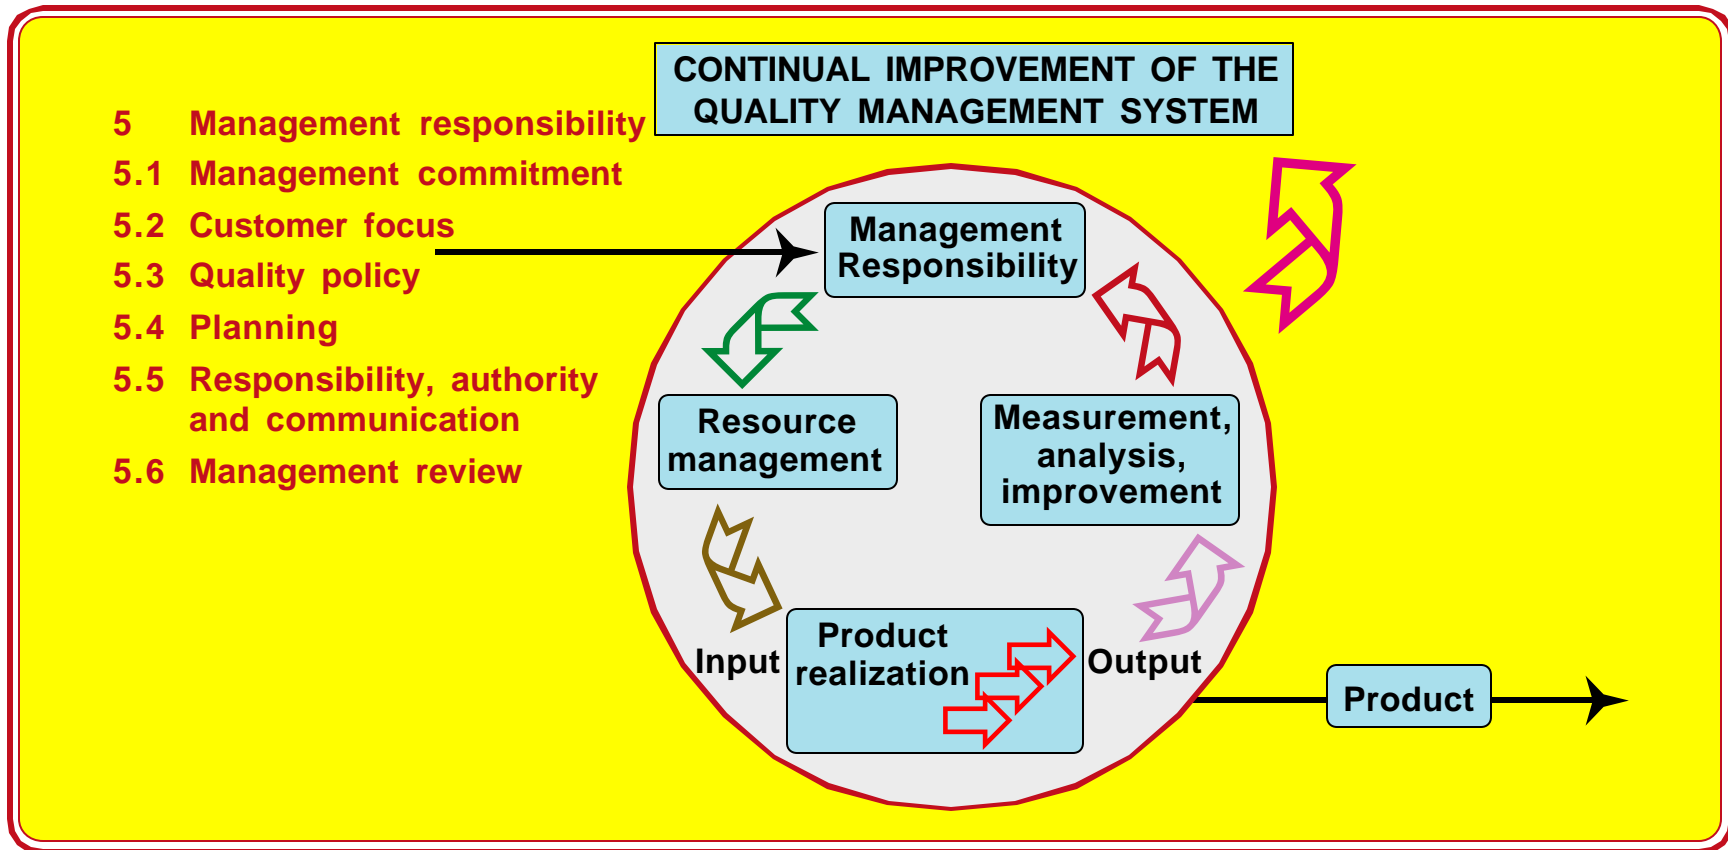 CONTINUAL IMPROVEMENT OF THE
QUALITY MANAGEMENT SYSTEM
5 Management responsibility
5.1 Management commitment
5.2 Customer focus
5.3 Quality policy
5.4 Planning
5.5 Responsibility, authority
and communication
5.6 Management review
Management
Responsibility
Resource
management
Measurement,
analysis,
improvement
Input
Product
realization
Output
Product